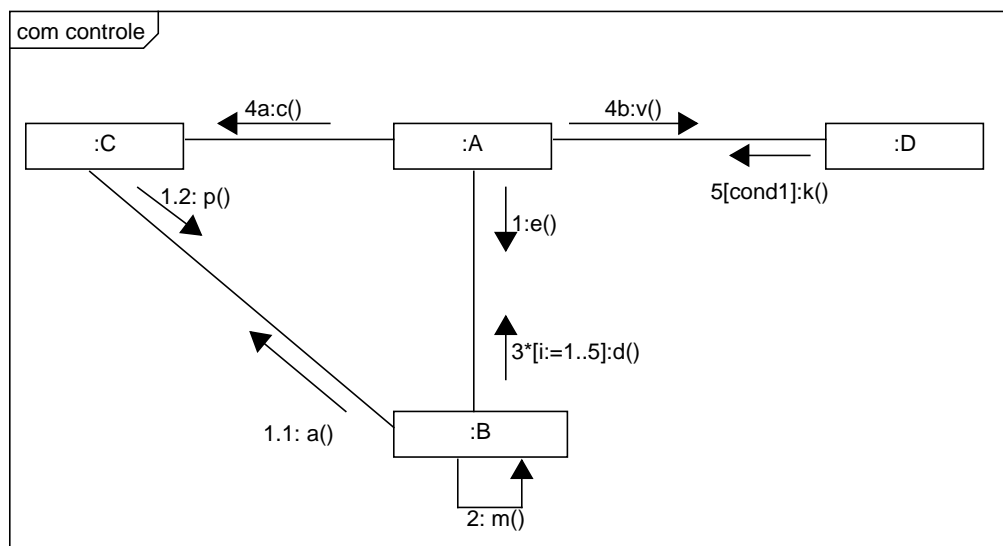 com controle
4a:c()
4b:v()
:C
:A
:D
1.2: p()
5[cond1]:k()
1:e()
3*[i:=1..5]:d()
1.1: a()
:B
2: m()